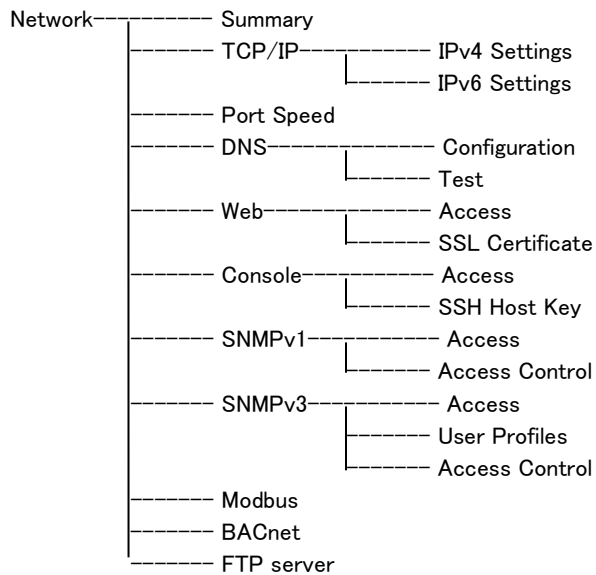 Network Summary
TCP/IP IPv4 Settings
IPv6 Settings
Port Speed
DNS Configuration
Test
Web Access
SSL Certificate
Console Access
SSH Host Key
SNMPv1 Access
Access Control
SNMPv3 Access
User Profiles
Access Control
Modbus
BACnet
FTP server